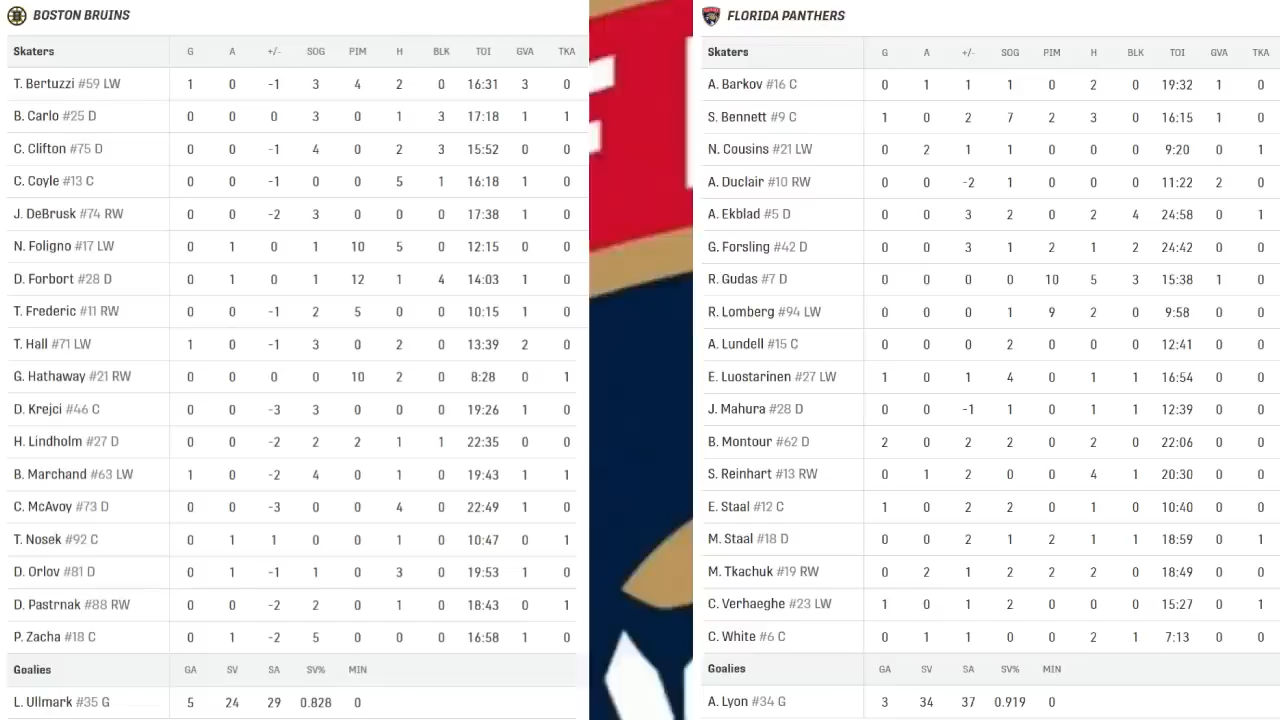 BOSTON BRUINS
Skaters G A +/- SOG PIM H BLK TOI GVA TKA
T. Bertuzzi #59 LW 1 0 -1 3 4 2 0 16:31 3 0
B. Carlo #25 D 0 0 0 3 0 1 3 17:18 1 1
C. Clifton #75 D 0 0 -1 4 0 2 3 15:52 0 0
C. Coyle #13 C 0 0 -1 0 0 5 1 16:18 1 0
J. DeBrusk #74 RW 0 0 -2 3 0 0 0 17:38 1 0
N. Foligno #17 LW 0 1 0 1 10 5 0 12:15 0 0
D. Forbort #28 D 0 1 0 1 12 1 4 14:03 1 0
T. Frederic #11 RW 0 0 -1 2 5 0 0 10:15 1 0
T. Hall #71 LW 1 0 -1 3 0 2 0 13:39 2 0
G. Hathaway #21 RW 0 0 0 0 10 2 0 8:28 0 1
D. Krejci #46 C 0 0 -3 3 0 0 0 19:26 1 0
H. Lindholm #27 D 0 0 -2 2 2 1 1 22:35 0 0
B. Marchand #63 LW 1 0 -2 4 0 1 0 19:43 1 1
C. McAvoy #73 D 0 0 -3 0 0 4 0 22:49 1 0
T. Nosek #92 C 0 1 1 0 0 1 0 10:47 0 1
D. Orlov #81 D 0 1 -1 1 0 3 0 19:53 1 0
D. Pastrnak #88 RW 0 0 -2 2 0 1 0 18:43 0 1
P. Zacha #18 C 0 1 -2 5 0 0 0 16:58 1 0
Goalies GA SV SA SV% MIN
L. Ullmark #35 G 5 24 29 0.828 0
FLORIDA PANTHERS
Skaters G A +/- SOG PIM H BLK TOI GVA TKA
A. Barkov #16 C 0 1 1 1 0 2 0 19:32 1 0
S. Bennett #9 C 1 0 2 7 2 3 0 16:15 1 0
N. Cousins #21 LW 0 2 1 1 0 0 0 9:20 0 1
A. Duclair #10 RW 0 0 -2 1 0 0 0 11:22 2 0
A. Ekblad #5 D 0 0 3 2 0 2 4 24:58 0 1
G. Forsling #42 D 0 0 3 1 2 1 2 24:42 0 0
R. Gudas #7 D 0 0 0 0 10 5 3 15:38 1 0
R. Lomberg #94 LW 0 0 0 1 9 2 0 9:58 0 0
A. Lundell #15 C 0 0 0 2 0 0 0 12:41 0 0
E. Luostarinen #27 LW 1 0 1 4 0 1 1 16:54 0 0
J. Mahura #28 D 0 0 -1 1 0 1 1 12:39 0 0
B. Montour #62 D 2 0 2 2 0 2 0 22:06 0 0
S. Reinhart #13 RW 0 1 2 0 0 4 1 20:30 0 0
E. Staal #12 C 1 0 2 2 0 1 0 10:40 0 0
M. Staal #18 D 0 0 2 1 2 1 1 18:59 0 1
M. Tkachuk #19 RW 0 2 1 2 2 2 0 18:49 0 0
C. Verhaeghe #23 LW 1 0 1 2 0 0 0 15:27 0 1
C. White #6 C 0 1 1 0 0 2 1 7:13 0 0
Goalies GA SV SA SV% MIN
A. Lyon #34 G 3 34 37 0.919 0